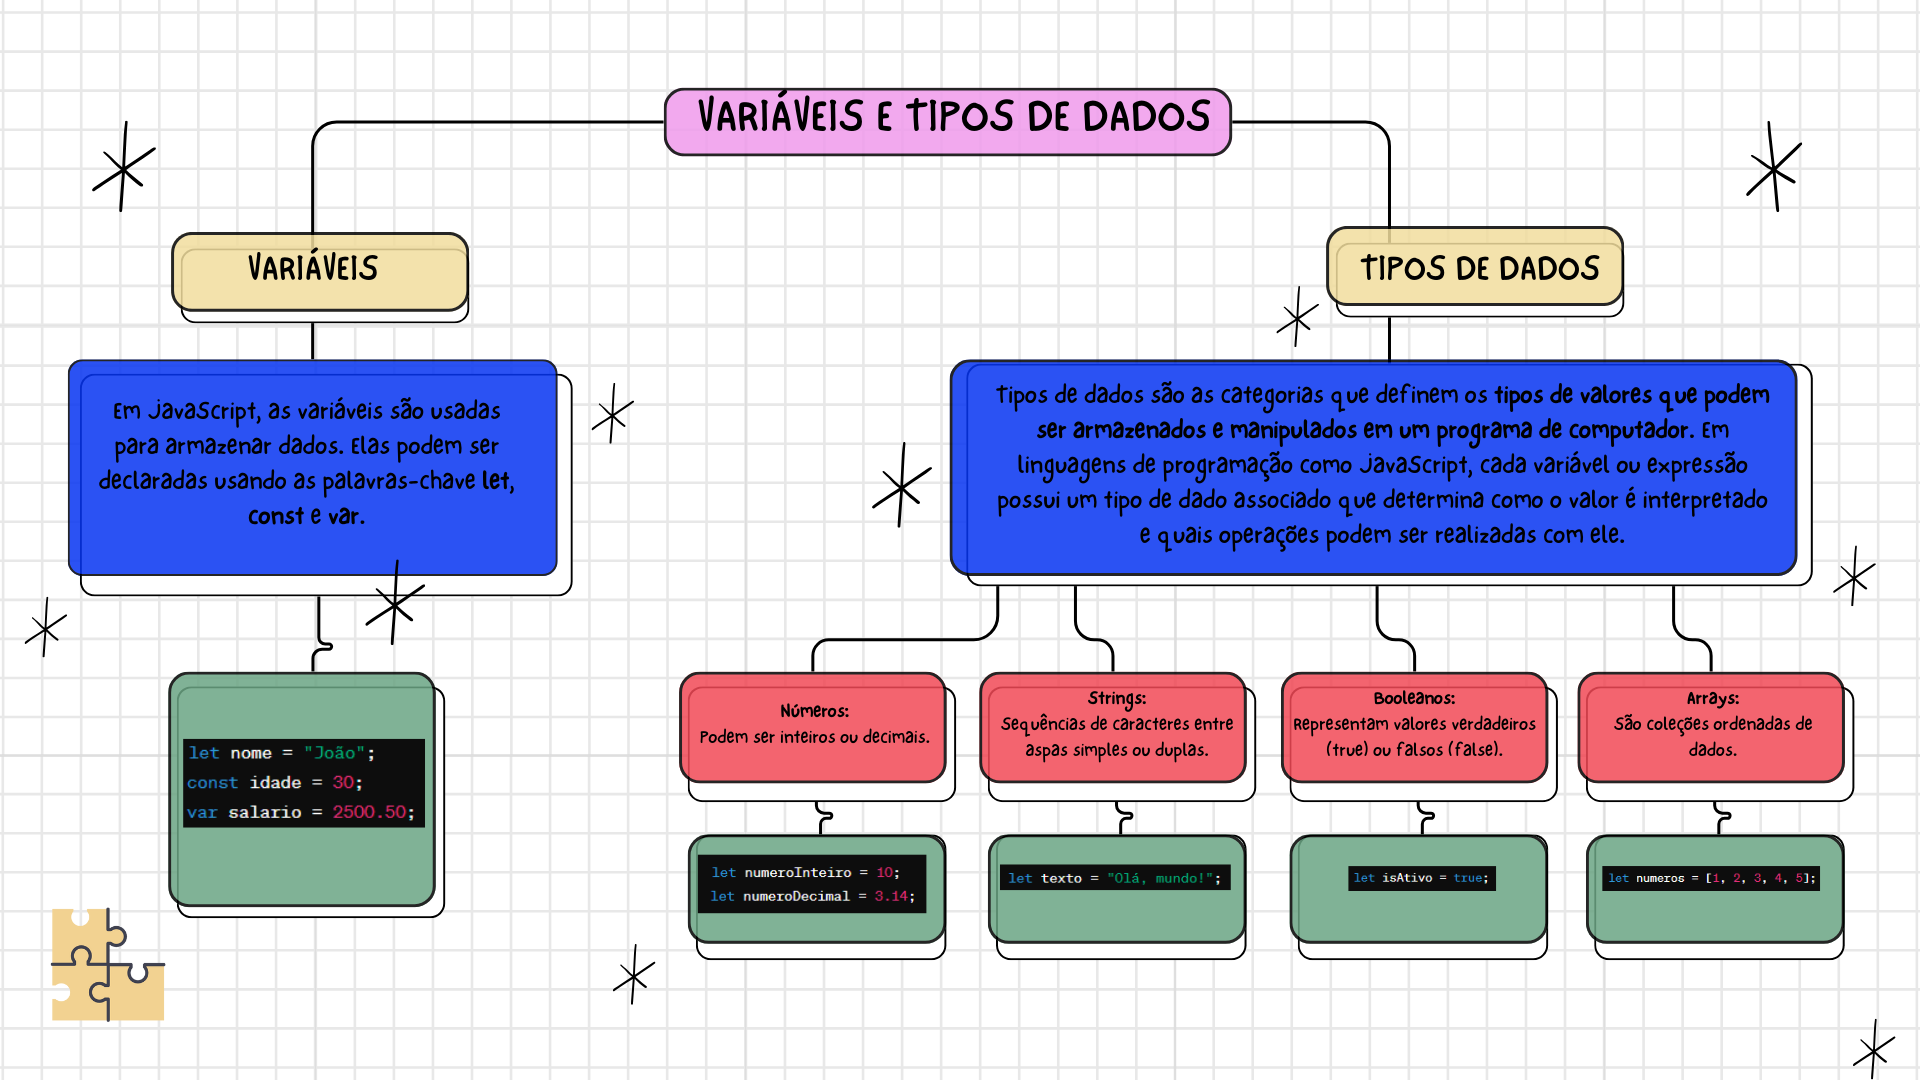 VARIÁVEIS E TIPOS DE DADOS
VARIÁVEIS
Em JavaScript, as variáveis são usadas
para armazenar dados. Elas podem ser
declaradas usando as palavras-chave let,
const e var.
let nome = "João";
const idade = 30;
var salario = 2500.50;
TIPOS DE DADOS
Tipos de dados são as categorias que definem os tipos de valores que podem
ser armazenados e manipulados em um programa de computador. Em
linguagens de programação como JavaScript, cada variável ou expressão
possui um tipo de dado associado que determina como o valor é interpretado
e quais operações podem ser realizadas com ele.
Números:
Podem ser inteiros ou decimais.
let numeroInteiro = 10;
let numeroDecimal = 3.14;
Strings:
Sequências de caracteres entre
aspas simples ou duplas.
let texto = "Olá, mundo!";
Booleanos:
Representam valores verdadeiros
(true) ou falsos (false).
let isAtivo = true;
Arrays:
São coleções ordenadas de
dados.
let numeros = [1, 2, 3, 4, 5];